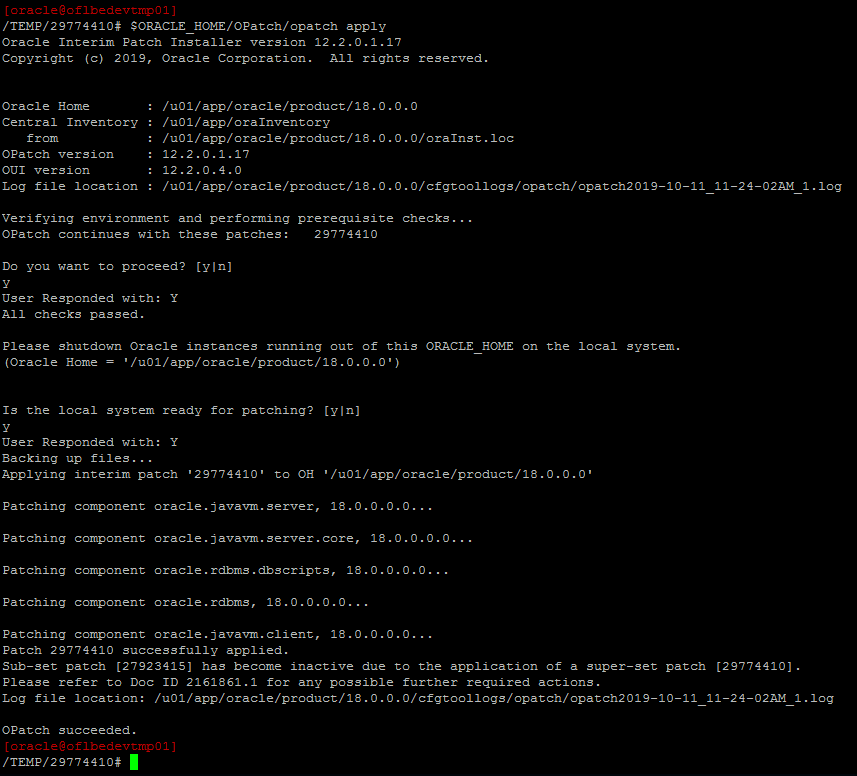 [oracle@oflbedevtmp01]
/TEMP/29774410# $ORACLE_HOME/OPatch/opatch apply
Oracle Interim Patch Installer version 12.2.0.1.17
Copyright (c) 2019, Oracle Corporation.  All rights reserved.
Oracle Home       : /u01/app/oracle/product/18.0.0.0
Central Inventory : /u01/app/oraInventory
   from           : /u01/app/oracle/product/18.0.0.0/oraInst.loc
OPatch version    : 12.2.0.1.17
OUI version       : 12.2.0.4.0
Log file location : /u01/app/oracle/product/18.0.0.0/cfgtoollogs/opatch/opatch2019-10-11_11-24-02AM_1.log
Verifying environment and performing prerequisite checks...
OPatch continues with these patches:   29774410
Do you want to proceed? [y|n]
y
User Responded with: Y
All checks passed.
Please shutdown Oracle instances running out of this ORACLE_HOME on the local system.
(Oracle Home = '/u01/app/oracle/product/18.0.0.0')
Is the local system ready for patching? [y|n]
y
User Responded with: Y
Backing up files...
Applying interim patch '29774410' to OH '/u01/app/oracle/product/18.0.0.0'
Patching component oracle.javavm.server, 18.0.0.0.0...
Patching component oracle.javavm.server.core, 18.0.0.0.0...
Patching component oracle.rdbms.dbscripts, 18.0.0.0.0...
Patching component oracle.rdbms, 18.0.0.0.0...
Patching component oracle.javavm.client, 18.0.0.0.0...
Patch 29774410 successfully applied.
Sub-set patch [27923415] has become inactive due to the application of a super-set patch [29774410].
Please refer to Doc ID 2161861.1 for any possible further required actions.
Log file location: /u01/app/oracle/product/18.0.0.0/cfgtoollogs/opatch/opatch2019-10-11_11-24-02AM_1.log
OPatch succeeded.
[oracle@oflbedevtmp01]
/TEMP/29774410#